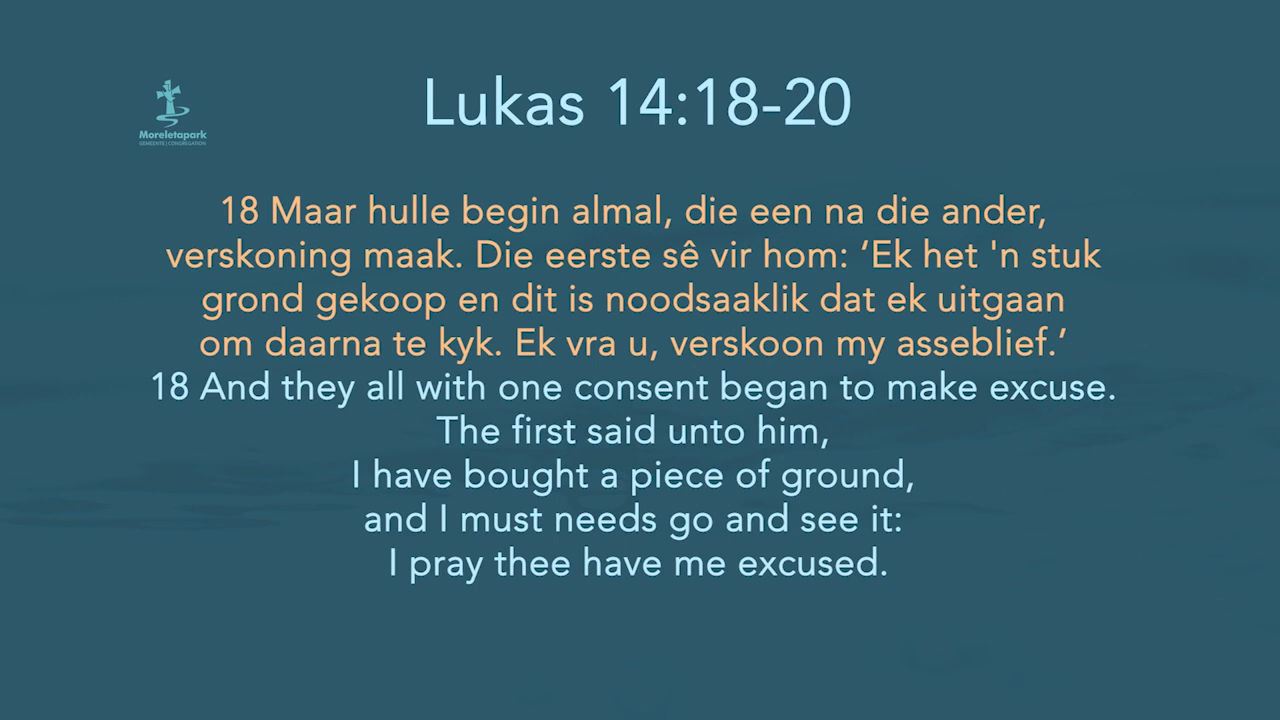 Lukas 14:18-20
Moreletapark
GEMEENTE | CONGREGATION
18 Maar hulle begin almal, die een na die ander,
verskoning maak. Die eerste sê vir hom: ‘Ek het 'n stuk
grond gekoop en dit is noodsaaklik dat ek uitgaan
om daarna te kyk. Ek vra u, verskoon my asseblief.’
18 And they all with one consent began to make excuse.
The first said unto him,
I have bought a piece of ground,
and I must needs go and see it:
I pray thee have me excused.